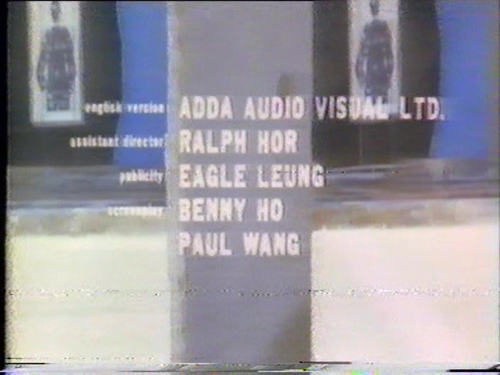 english version ADDA AUDIO VISUAL LTD.
assistant director RALPH HOR
publicity EAGLE LEUNG
screenplay BENNY HO
PAUL WANG